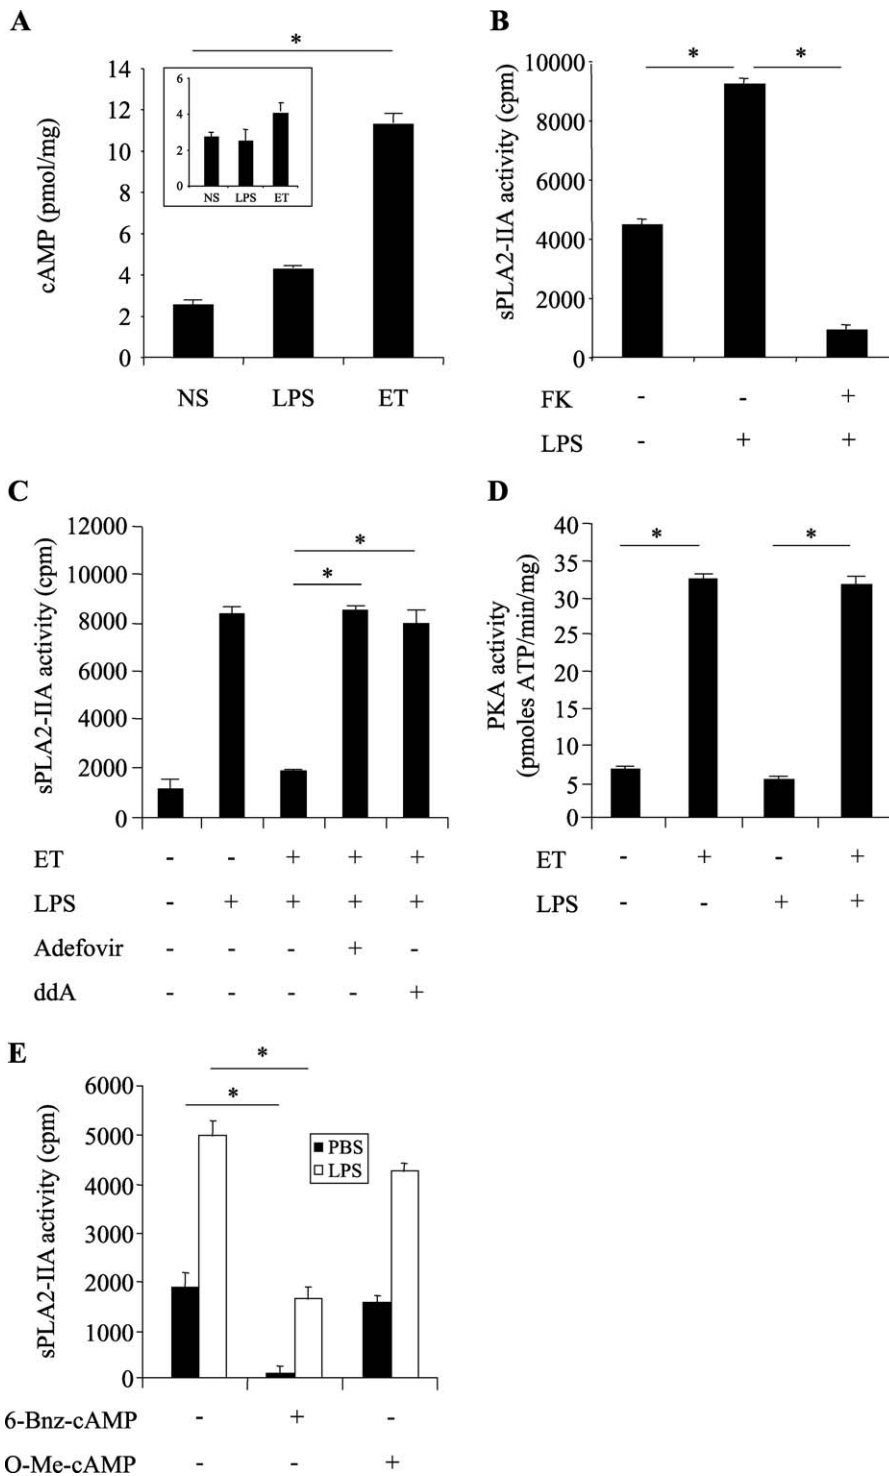 A
*
cAMP (pmol/mg)
14
12
10
8
6
4
2
0
6
4
2
0
NS LPS ET
NS LPS ET
B
* *
sPLA2-IIA activity (cpm)
10000
8000
6000
4000
2000
0
FK - - +
LPS - + +
C
*
*
sPLA2-IIA activity (cpm)
12000
10000
8000
6000
4000
2000
0
ET - - + + +
LPS - + + + +
Adefovir - - - + -
ddA - - - - +
D
* *
PKA activity
(pmoles ATP/min/mg)
40
35
30
25
20
15
10
5
0
ET - + - +
LPS - - + +
E
*
*
sPLA2-IIA activity (cpm)
6000
5000
4000
3000
2000
1000
0
PBS
LPS
6-Bnz-cAMP - + -
O-Me-cAMP - - +